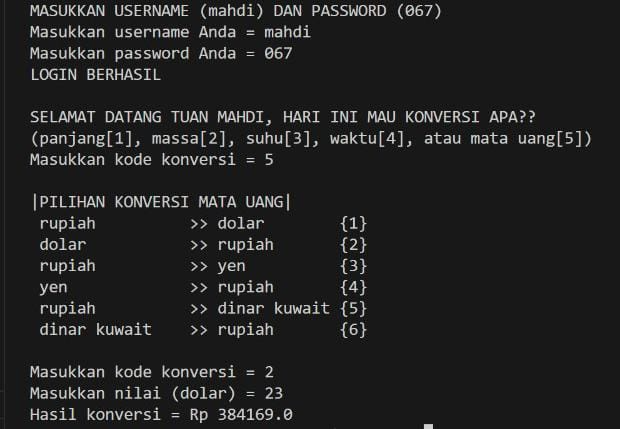 MASUKKAN USERNAME (mahdi) DAN PASSWORD (067)
Masukkan username Anda = mahdi
Masukkan password Anda = 067
LOGIN BERHASIL
SELAMAT DATANG TUAN MAHDI, HARI INI MAU KONVERSI APA??
(panjang[1], massa[2], suhu[3], waktu[4], atau mata uang[5])
Masukkan kode konversi = 5
|PILIHAN KONVERSI MATA UANG|
rupiah >> dolar {1}
dolar >> rupiah {2}
rupiah >> yen {3}
yen >> rupiah {4}
rupiah >> dinar kuwait {5}
dinar kuwait >> rupiah {6}
Masukkan kode konversi = 2
Masukkan nilai (dolar) = 23
Hasil konversi = Rp 384169.0